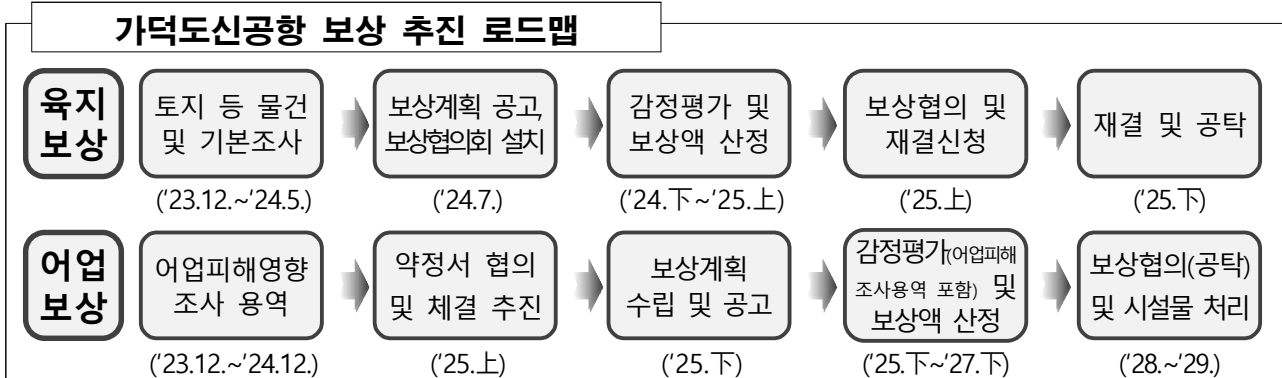 가덕도신공항 보상 추진 로드맵
육지
보상
토지 등 물건
및 기본조사
('23.12.~'24.5.)
보상계획 공고,
보상협의회 설치
('24.7.)
감정평가 및
보상액 산정
('24.下~'25.上)
보상협의 및
재결신청
('25.上)
재결 및 공탁
('25.下)
어업
보상
어업피해영향
조사 용역
('23.12.~'24.12.)
약정서 협의
및 체결 추진
('25.上)
보상계획
수립 및 공고
('25.下)
감정평가(어업피해
조사용역 포함) 및
보상액 산정
('25.下~'27.下)
보상협의(공탁)
및 시설물 처리
('28.~'29.)